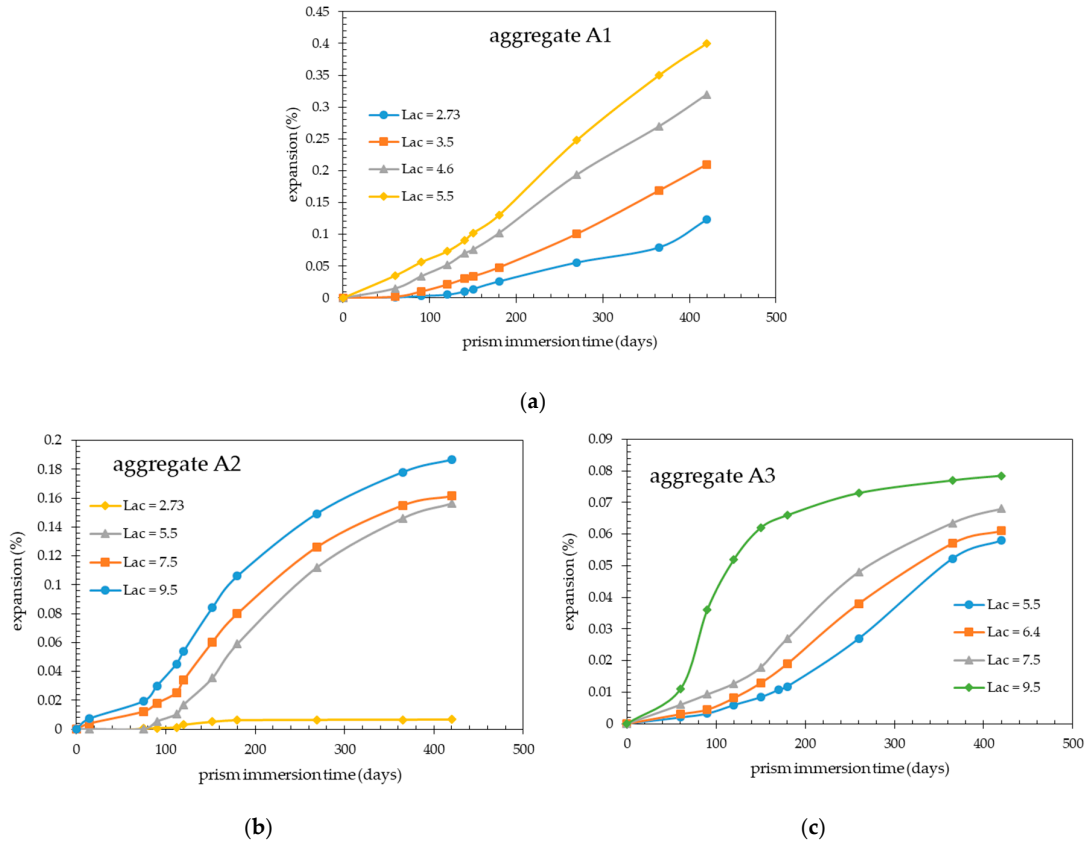 aggregate A1
expansion (%)
0.45
0.4
0.35
0.3
0.25
0.2
0.15
0.1
0.05
0
Lac = 2.73
Lac = 3.5
Lac = 4.6
Lac = 5.5
0 100 200 300 400 500
prism immersion time (days)
(a)
aggregate A2
expansion (%)
0.2
0.18
0.16
0.14
0.12
0.1
0.08
0.06
0.04
0.02
0
Lac = 2.73
Lac = 5.5
Lac = 7.5
Lac = 9.5
0 100 200 300 400 500
prism immersion time (days)
(b)
aggregate A3
expansion (%)
0.09
0.08
0.07
0.06
0.05
0.04
0.03
0.02
0.01
0
Lac = 5.5
Lac = 6.4
Lac = 7.5
Lac = 9.5
0 100 200 300 400 500
prism immersion time (days)
(c)